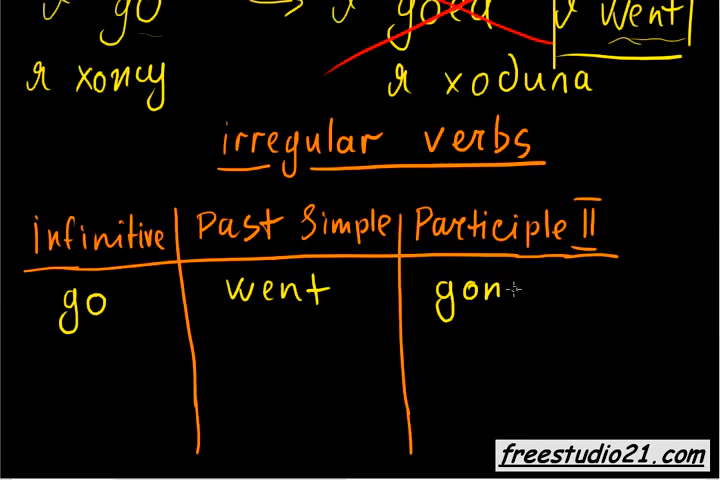 I go => I goed I went
я хожу я ходила
irregular verbs
Infinitive Past Simple Participle II
go went gon
freestudio21.com